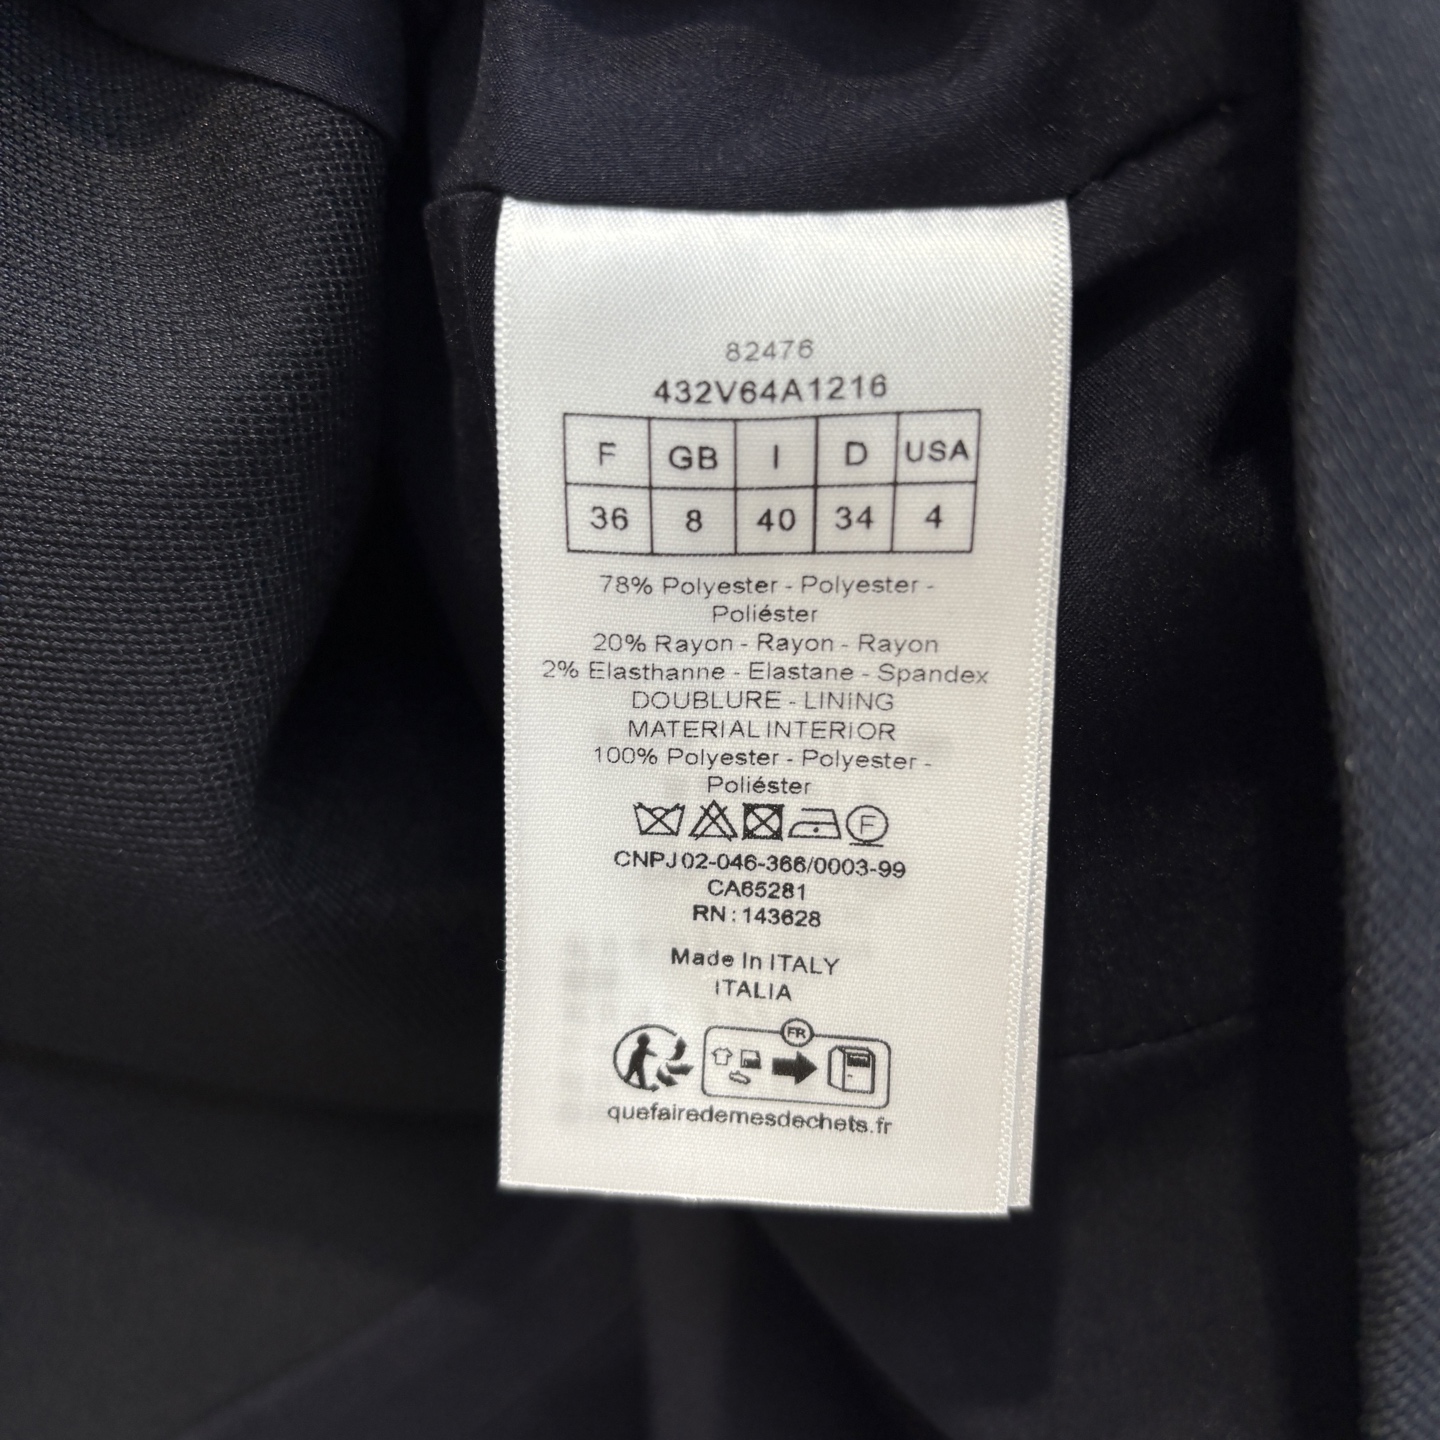 82476
432V64A1216
F GB I D USA
36 8 40 34 4
78% Polyester - Polyester -
Poliéster
20% Rayon - Rayon - Rayon
2% Elasthanne - Elastane - Spandex
DOUBLURE - LINING
MATERIAL INTERIOR
100% Polyester - Polyester -
Poliéster
F
CNPJ 02-046-366/0003-99
CA65281
RN : 143628
Made In ITALY
ITALIA
FR
quefairedemesdechets.fr